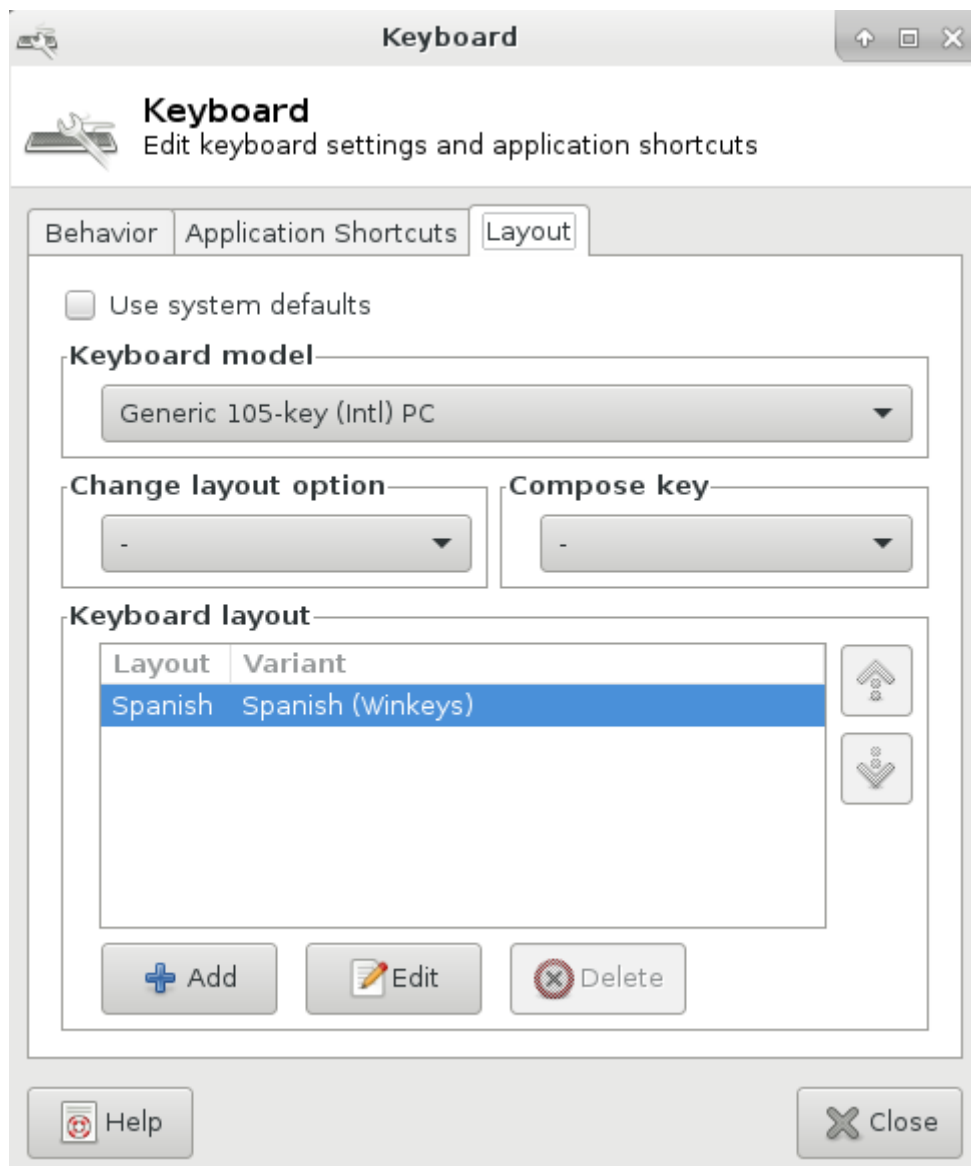 Keyboard
Keyboard
Edit keyboard settings and application shortcuts
Behavior Application Shortcuts Layout
Use system defaults
Keyboard model
Generic 105-key (Intl) PC
Change layout option Compose key
- -
Keyboard layout
Layout Variant
Spanish Spanish (Winkeys)
Add Edit Delete
Help Close